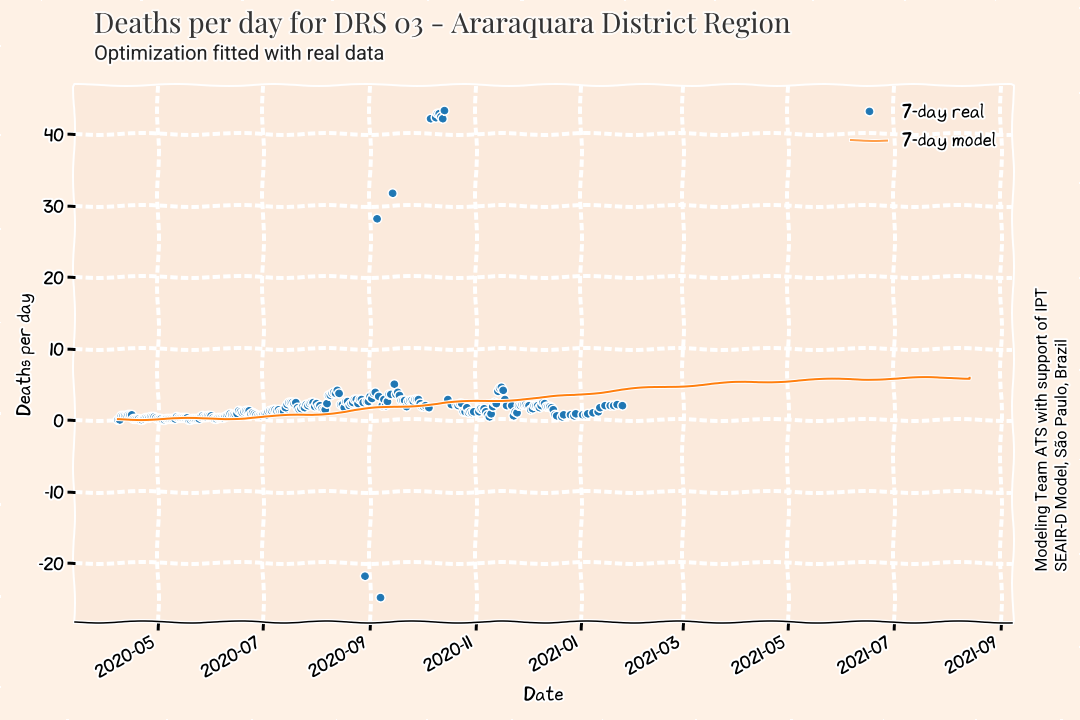 Deaths per day for DRS 03 - Araraquara District Region
Optimization fitted with real data
7-day real
7-day model
40
30
20
10
0
-10
-20
Deaths per day
2020-05
2020-07
2020-09
2020-11
2021-01
2021-03
2021-05
2021-07
2021-09
Date
Modeling Team ATS with support of IPT
SEAIR-D Model, São Paulo, Brazil